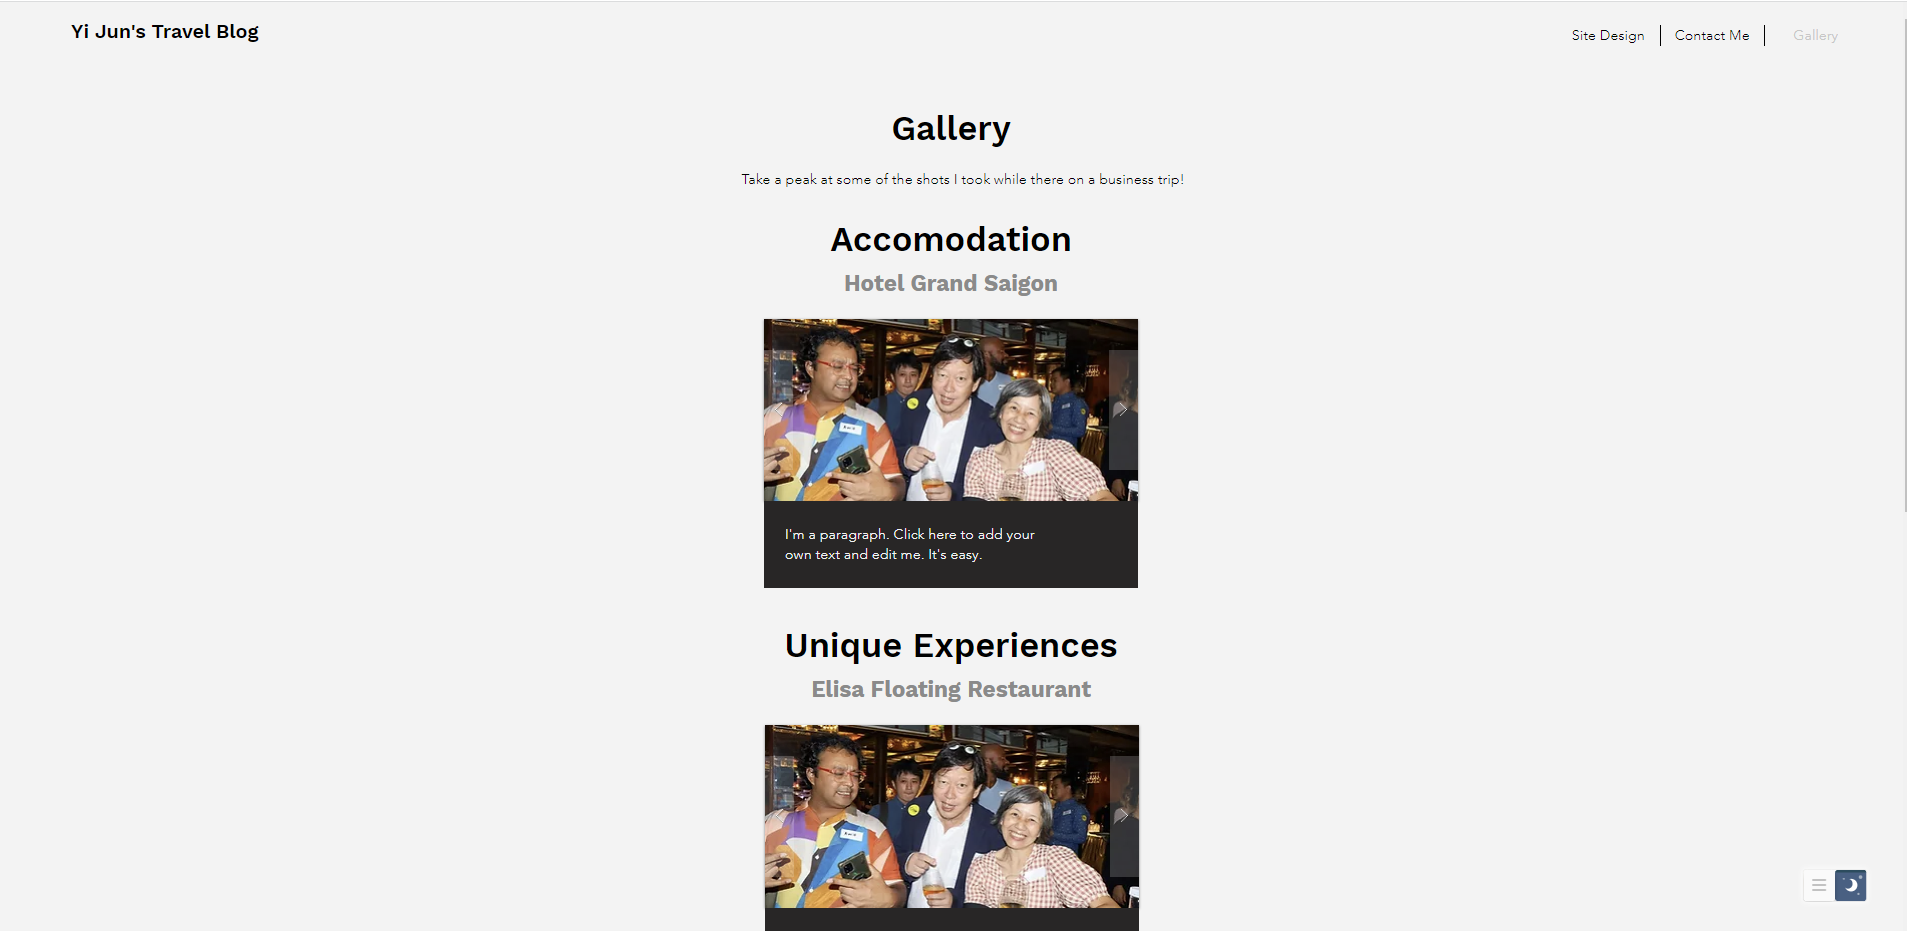 Yi Jun's Travel Blog
Site Design
Contact Me
Gallery
Gallery
Take a peak at some of the shots I took while there on a business trip!
Accomodation
Hotel Grand Saigon
I'm a paragraph. Click here to add your
own text and edit me. It's easy.
Unique Experiences
Elisa Floating Restaurant